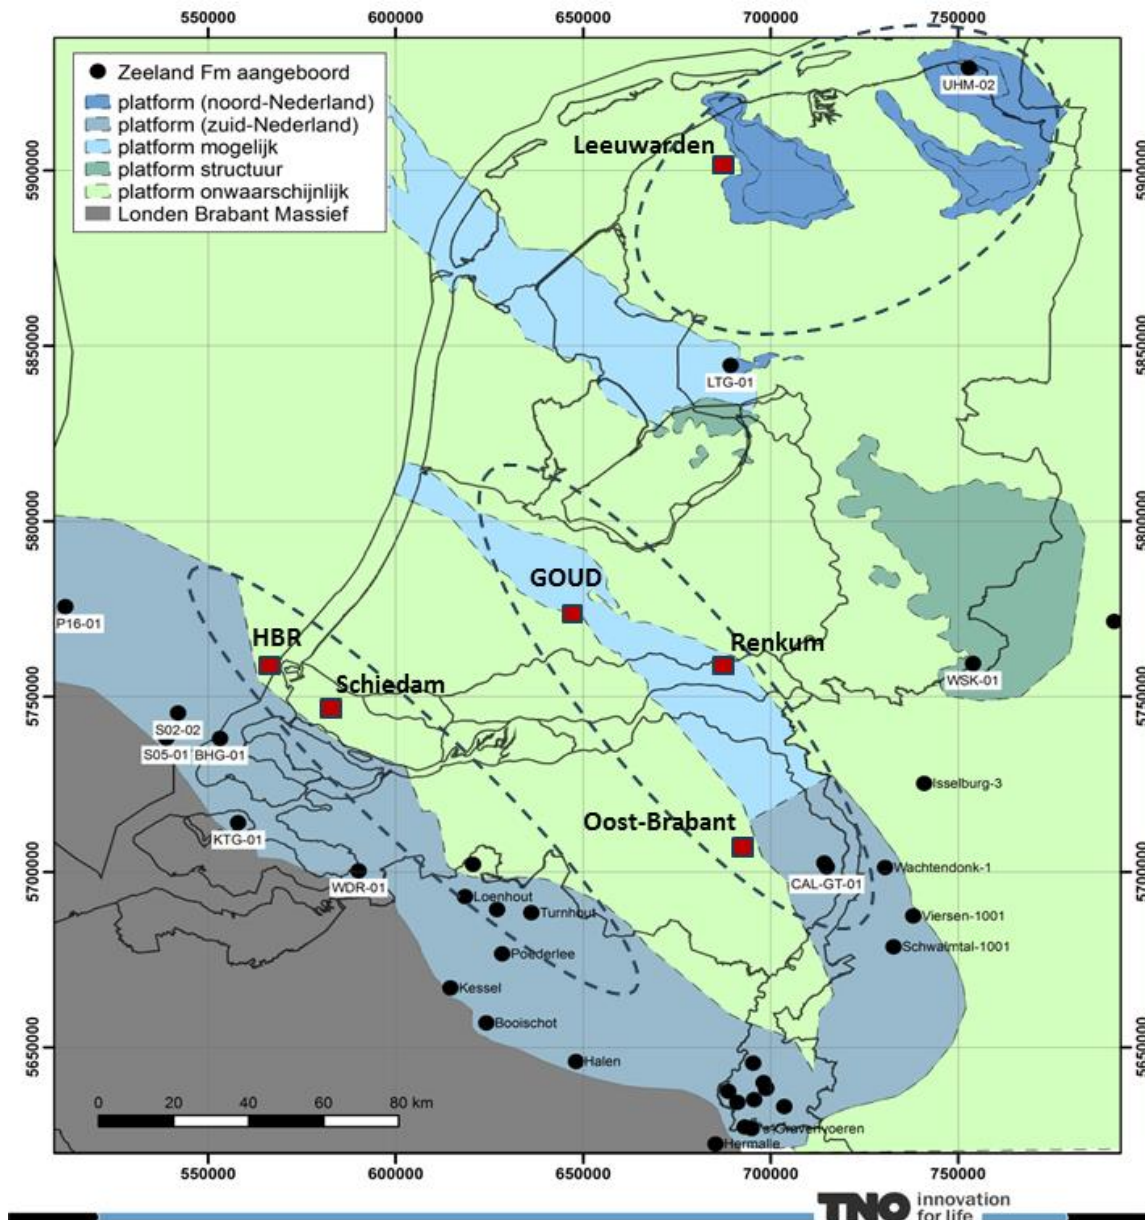 550000 600000 650000 700000 750000
Zeeland Fm aangeboord
platform (noord-Nederland)
platform (zuid-Nederland)
platform mogelijk
platform structuur
platform onwaarschijnlijk
Londen Brabant Massief
UHM-02
Leeuwarden
5900000
5900000
5850000
5850000
LTG-01
5800000
5800000
GOUD
P16-01
HBR
Renkum
Schiedam
WSK-01
5750000
5750000
S02-02
S05-01 BHG-01
Isselburg-3
Oost-Brabant
KTG-01
Wachtendonk-1
5700000
5700000
WDR-01
CAL-GT-01
Loenhout
Turnhout
Viersen-1001
Poederlee
Schwalmtal-1001
Kessel
Booischot
5650000
5650000
Halen
0 20 40 60 80 km
's-Gravenvoeren
Hermalle
550000 600000 650000 700000 750000
TNO innovation
for life